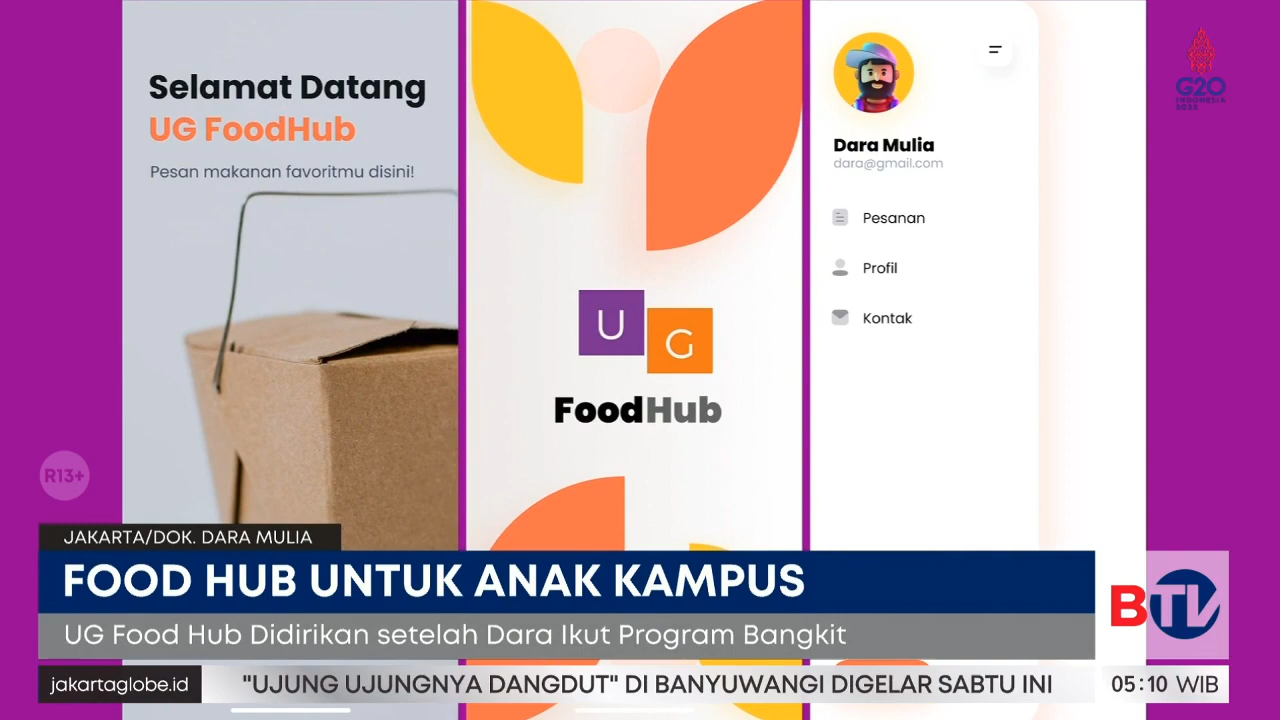 Selamat Datang
UG FoodHub
Pesan makanan favoritmu disini!
U
G
FoodHub
Dara Mulia
dara@gmail.com
Pesanan
Profil
Kontak
G20
INDONESIA
2022
R13+
JAKARTA/DOK. DARA MULIA
FOOD HUB UNTUK ANAK KAMPUS
UG Food Hub Didirikan setelah Dara Ikut Program Bangkit
BTV
jakartaglobe.id
"UJUNG UJUNGNYA DANGDUT" DI BANYUWANGI DIGELAR SABTU INI
05:10 WIB